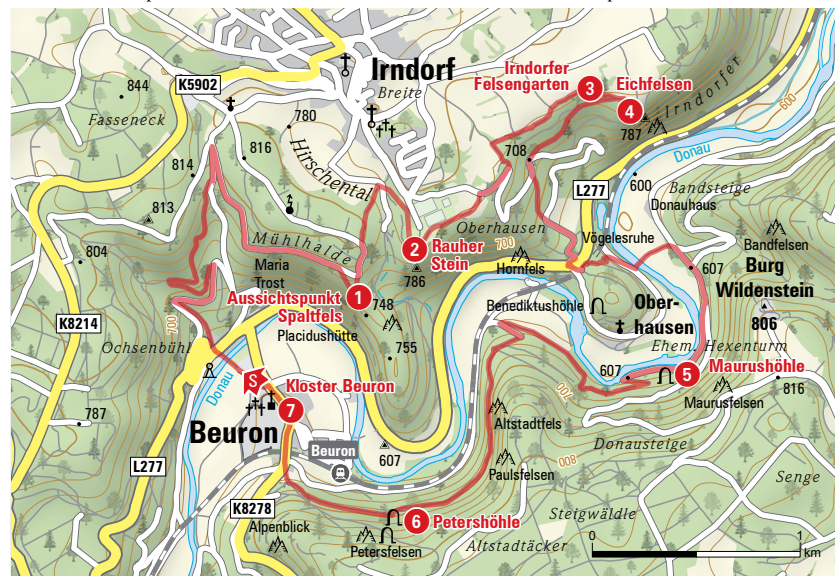 Irndorf
Breite
K5902
844
Fasseneck
780
816
814
813
804
Hirschental
Irndorfer
Felsengarten
3
Eichfelsen
4
787
Irndorfer
600
Donau
708
L277
600
Donauhaus
Bandsteige
Bandfelsen
Mühlhalde
Maria
Trost
2
Rauher
Stein
786
Oberhausen
700
Hornfels
Vögelesruhe
607
Burg
Wildenstein
806
1
Aussichtspunkt
Spaltfels
748
Placidushütte
755
Benediktushöhle
Ober-
hausen
Ehem. Hexenturm
K8214
700
Ochsenbühl
787
Donau
S
Kloster Beuron
7
Beuron
Beuron
607
607
5
Maurushöhle
Maurusfelsen
816
700
Altstadtfels
Donausteige
Paulsfelsen
800
Senge
L277
K8278
Alpenblick
6
Petershöhle
Petersfelsen
Steigwäldle
Altstadtäcker
0
1
km